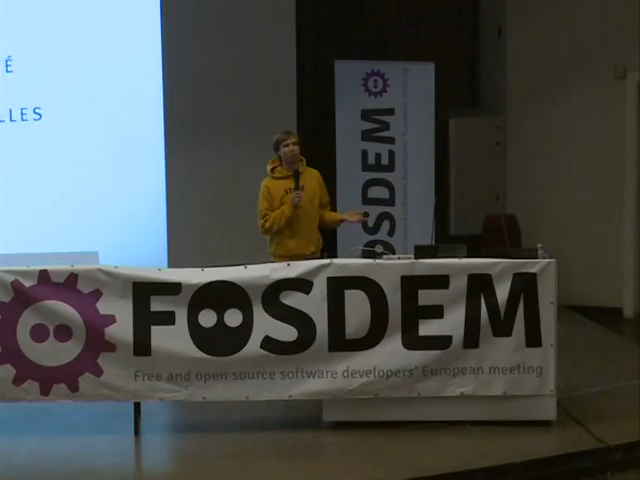 É
LLES
FOSDEM
FOSDEM
Free and open source software developers' European meeting